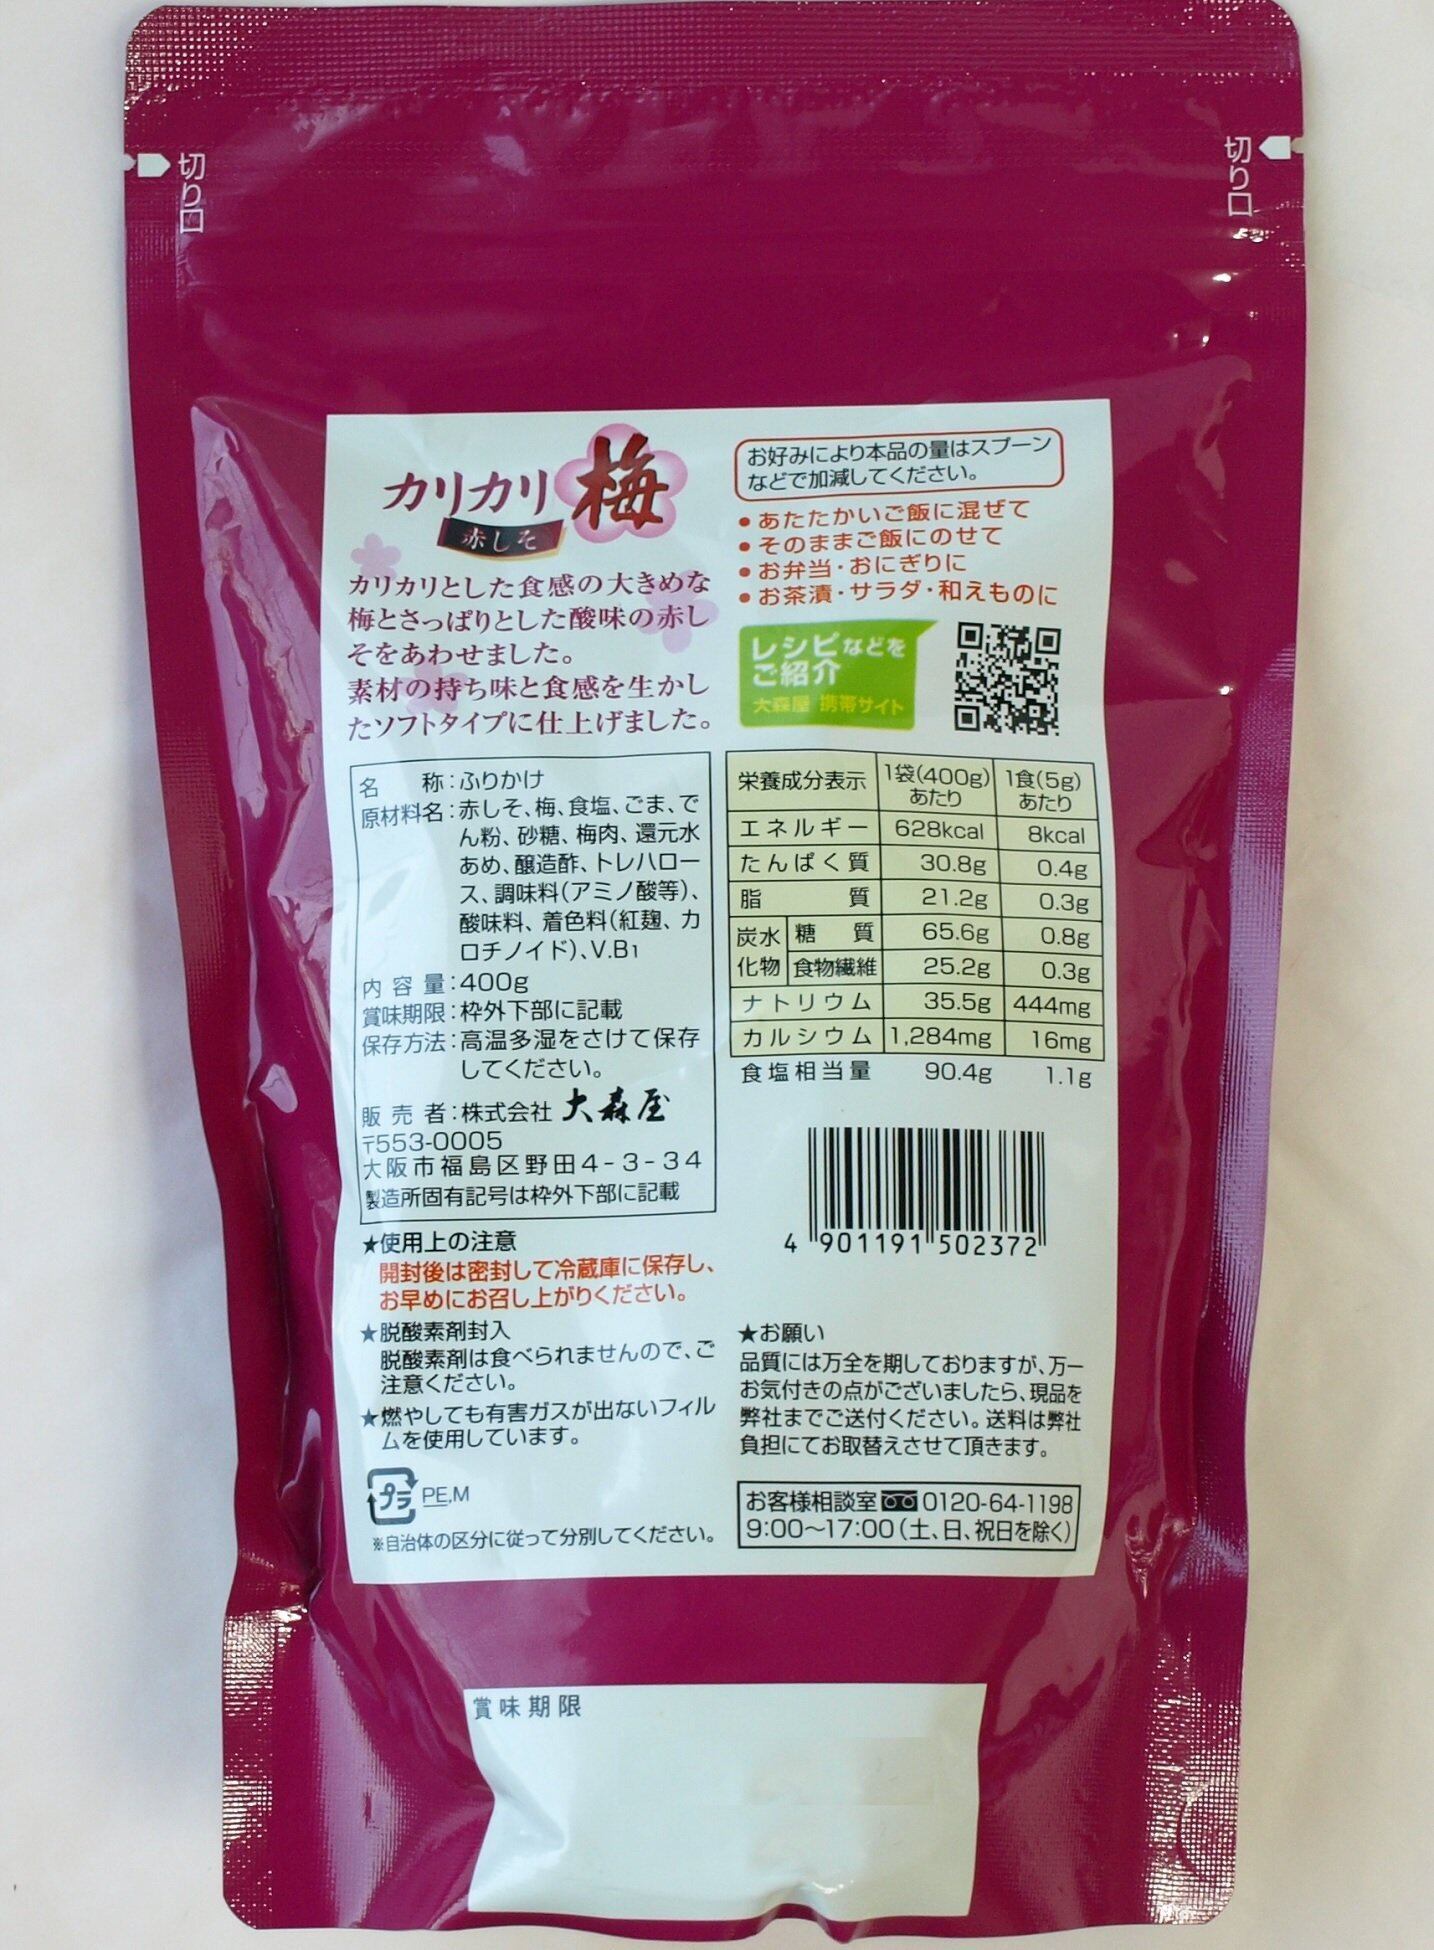 切り口
切り口
カリカリ梅
赤しそ
カリカリとした食感の大きめな
梅とさっぱりとした酸味の赤し
そをあわせました。
素材の持ち味と食感を生かし
たソフトタイプに仕上げました。
お好みにより本品の量はスプーン
などで加減してください。
●あたたかいご飯に混ぜて
●そのままご飯にのせて
●お弁当・おにぎりに
●お茶漬・サラダ・和えものに
レシピなどを
ご紹介
大森屋 携帯サイト
名 称:ふりかけ
原材料名:赤しそ、梅、食塩、ごま、で
ん粉、砂糖、梅肉、還元水
あめ、醸造酢、トレハロー
ス、調味料(アミノ酸等)、
酸味料、着色料(紅麹、カ
ロチノイド)、V.B1
内容量:400g
賞味期限:枠外下部に記載
保存方法:高温多湿をさけて保存
してください。
販売者:株式会社 大森屋
〒553-0005
大阪市福島区野田4-3-34
製造所固有記号は枠外下部に記載
栄養成分表示 1袋(400g)あたり 1食(5g)あたり
エネルギー 628kcal 8kcal
たんぱく質 30.8g 0.4g
脂質 21.2g 0.3g
炭水化物 糖質 65.6g 0.8g
食物繊維 25.2g 0.3g
ナトリウム 35.5g 444mg
カルシウム 1,284mg 16mg
食塩相当量 90.4g 1.1g
4 901191 502372
★使用上の注意
開封後は密封して冷蔵庫に保存し、
お早めにお召し上がりください。
★脱酸素剤封入
脱酸素剤は食べられませんので、ご
注意ください。
★燃やしても有害ガスが出ないフィル
ムを使用しています。
プラ PE,M
※自治体の区分に従って分別してください。
★お願い
品質には万全を期しておりますが、万一
お気付きの点がございましたら、現品を
弊社までご送付ください。送料は弊社
負担にてお取替えさせて頂きます。
お客様相談室 0120-64-1198
9:00〜17:00(土、日、祝日を除く)
賞味期限